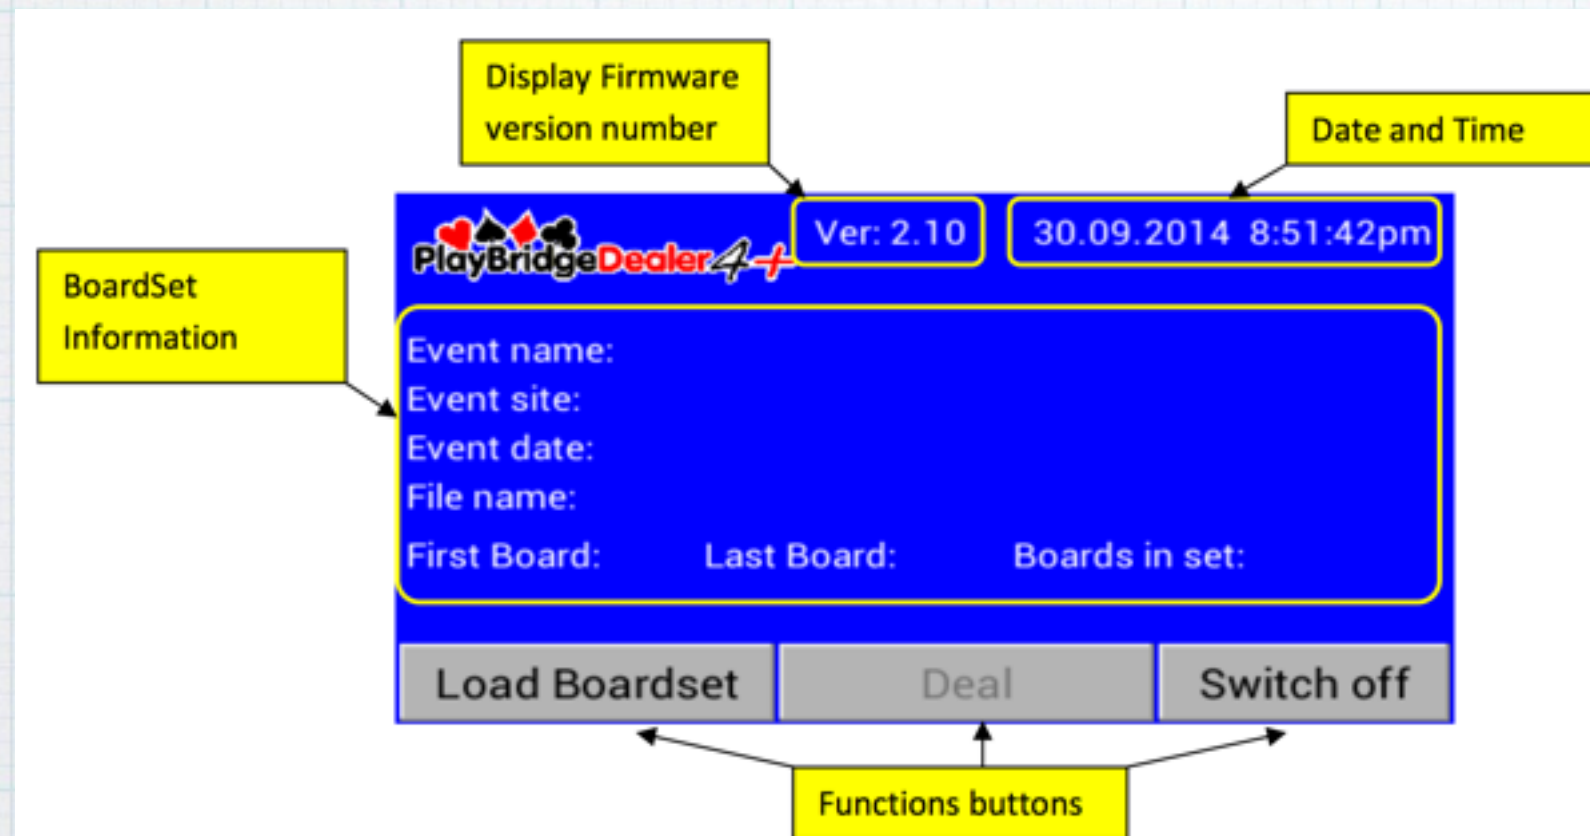 Display Firmware
version number
Date and Time
PlayBridgeDealer4+
Ver: 2.10
30.09.2014 8:51:42pm
BoardSet
Information
Event name:
Event site:
Event date:
File name:
First Board: Last Board: Boards in set:
Load Boardset Deal Switch off
Functions buttons